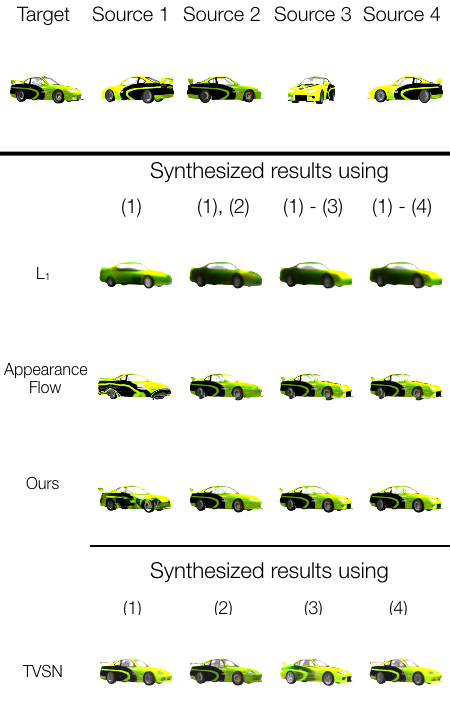 Target Source 1 Source 2 Source 3 Source 4
Synthesized results using
(1) (1), (2) (1) - (3) (1) - (4)
L1
Appearance
Flow
Ours
Synthesized results using
(1) (2) (3) (4)
TVSN